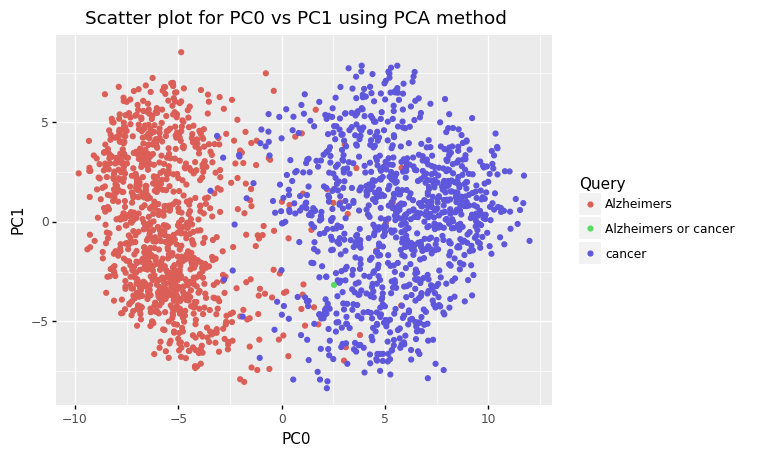 Scatter plot for PC0 vs PC1 using PCA method
5
0
−5
PC1
−10
−5
0
5
10
PC0
Query
Alzheimers
Alzheimers or cancer
cancer